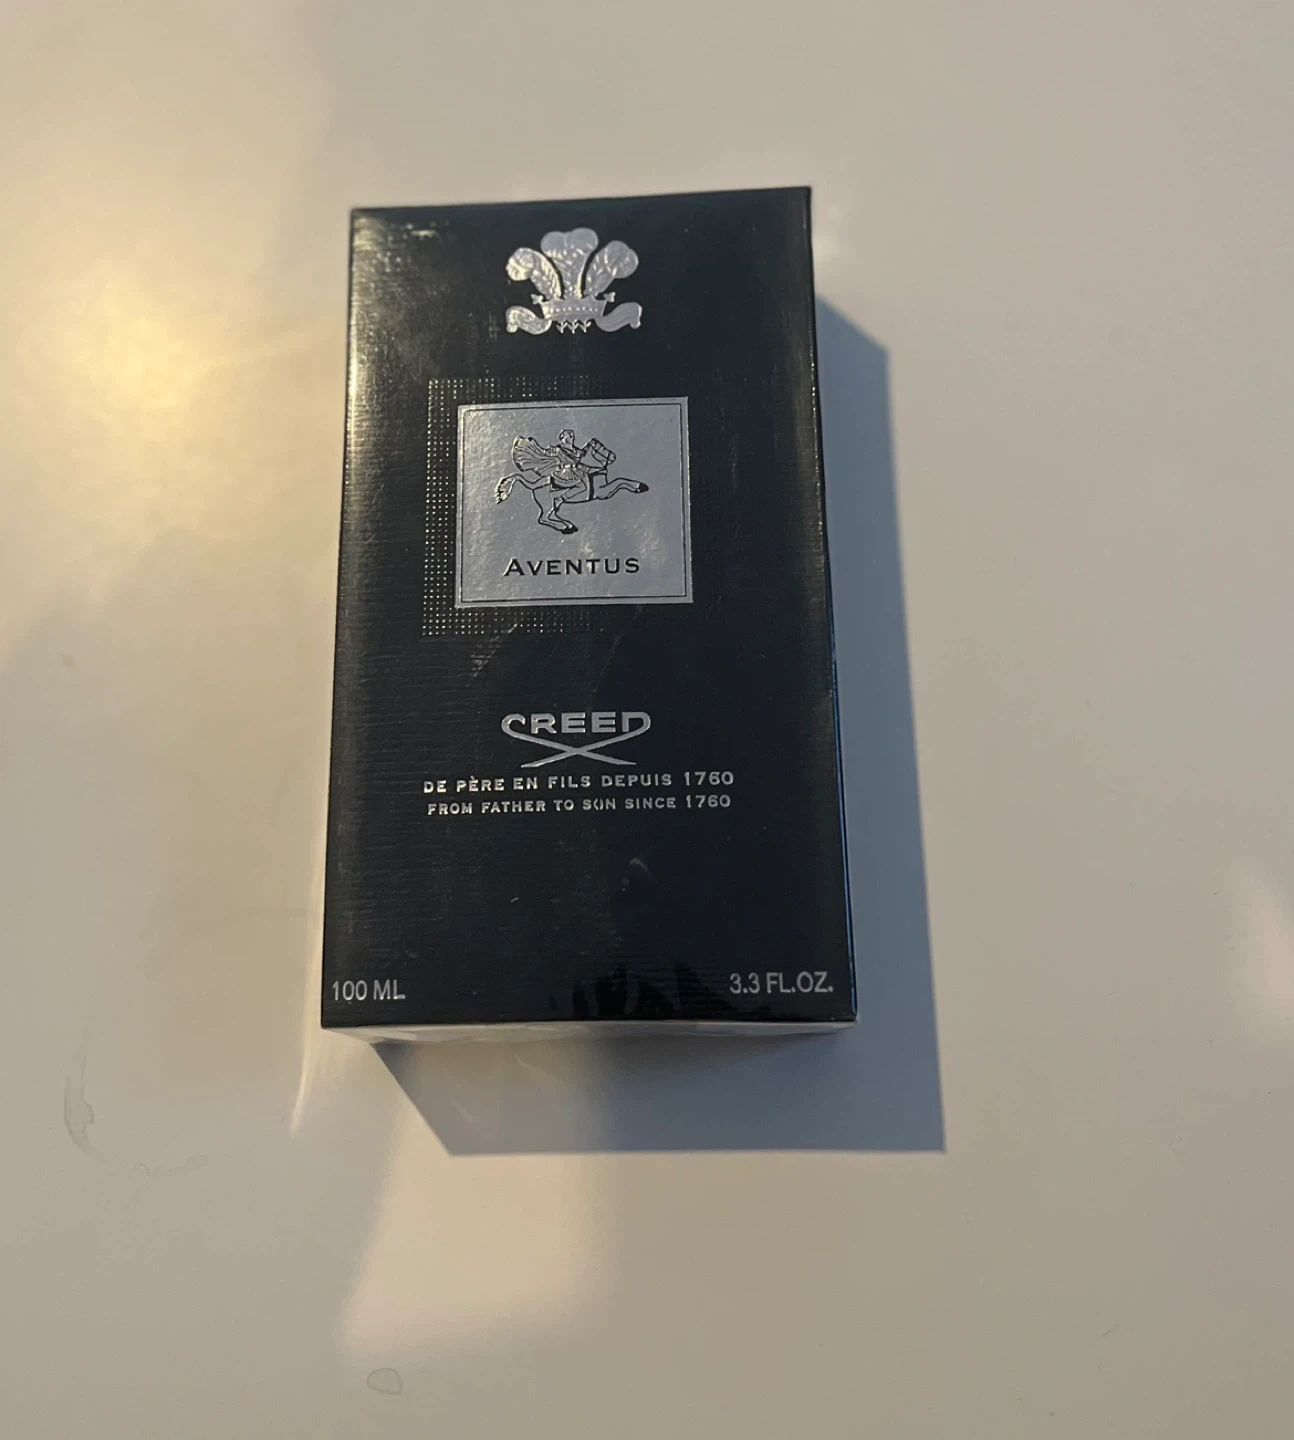 AVENTUS
CREED
DE PÈRE EN FILS DEPUIS 1760
FROM FATHER TO SON SINCE 1760
100 ML
3.3 FL.OZ.